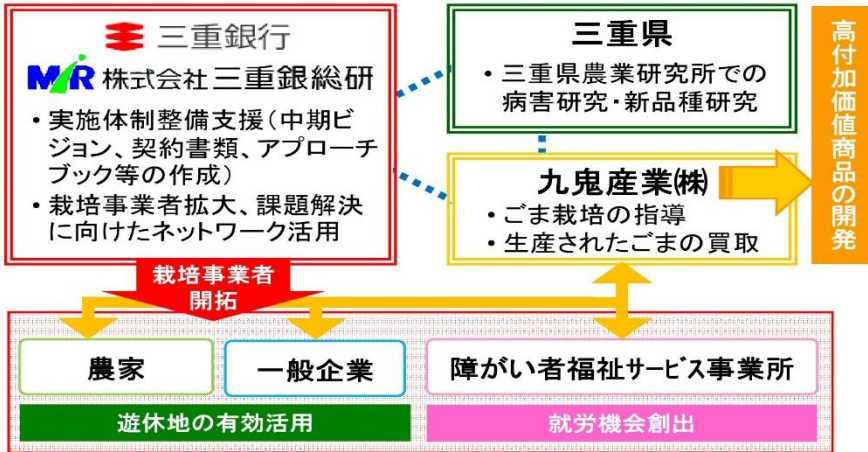 三重銀行
MiR 株式会社 三重銀総研
・実施体制整備支援(中期ビ
ジョン、契約書類、アプローチ
ブック等の作成)
・栽培事業者拡大、課題解決
に向けたネットワーク活用
三重県
・三重県農業研究所での
病害研究・新品種研究
九鬼産業㈱
・ごま栽培の指導
・生産されたごまの買取
高付加価値商品の開発
栽培事業者
開拓
農家
一般企業
障がい者福祉サービス事業所
遊休地の有効活用
就労機会創出